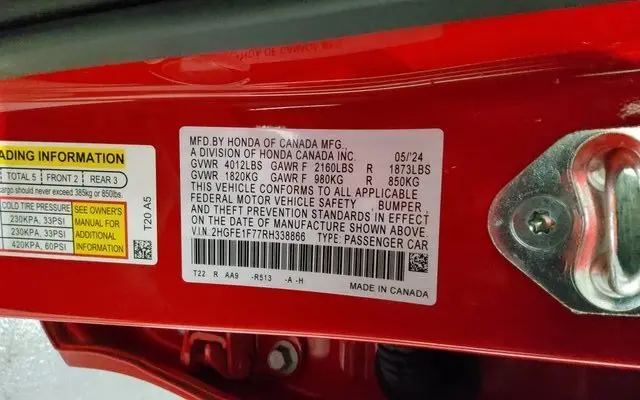 ADING INFORMATION
TOTAL 5 FRONT 2 REAR 3
cargo should never exceed 385kg or 850lbs.
COLD TIRE PRESSURE
230KPA, 33PSI
230KPA, 33PSI
420KPA, 60PSI
SEE OWNER'S
MANUAL FOR
ADDITIONAL
INFORMATION
T20 A5
MFD.BY HONDA OF CANADA MFG.,
A DIVISION OF HONDA CANADA INC. 05/'24
GVWR 4012LBS GAWR F 2160LBS R 1873LBS
GVWR 1820KG GAWR F 980KG R 850KG
THIS VEHICLE CONFORMS TO ALL APPLICABLE
FEDERAL MOTOR VEHICLE SAFETY BUMPER
AND THEFT PREVENTION STANDARDS IN EFFECT
ON THE DATE OF MANUFACTURE SHOWN ABOVE.
V.I.N. 2HGFE1F77RH338866 TYPE: PASSENGER CAR
T22 R AA9 -R513 -A -H
MADE IN CANADA